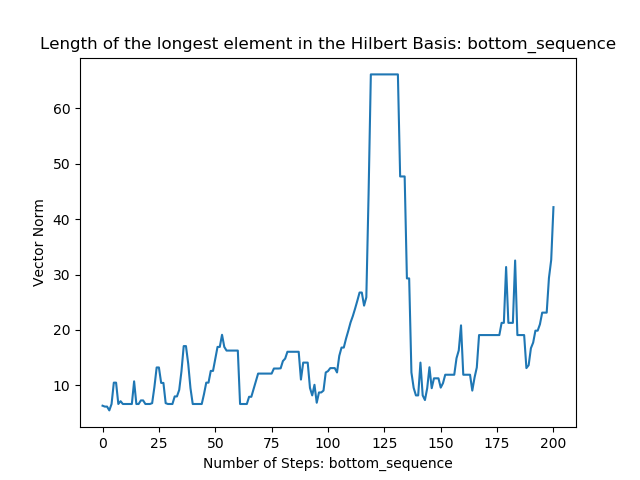 Length of the longest element in the Hilbert Basis: bottom_sequence
60
50
40
30
20
10
Vector Norm
0 25 50 75 100 125 150 175 200
Number of Steps: bottom_sequence